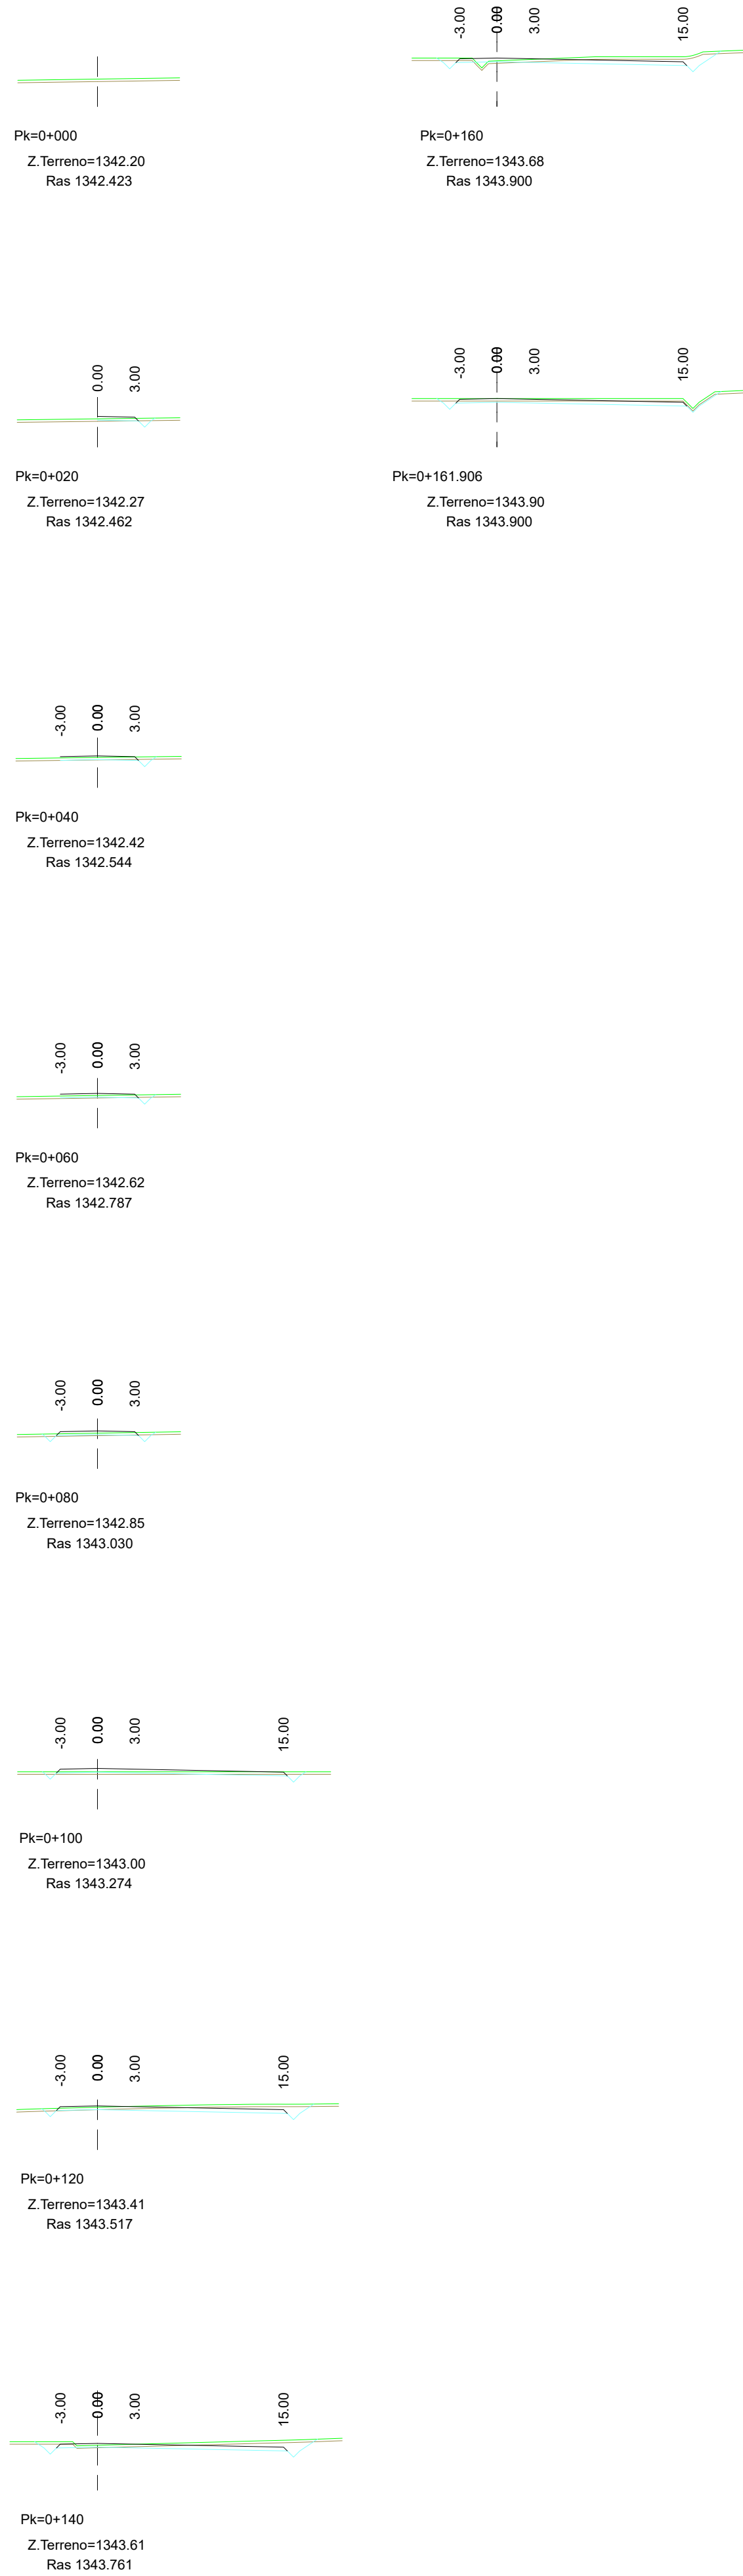 Pk=0+000
Z.Terreno=1342.20
Ras 1342.423
0.00 3.00
Pk=0+020
Z.Terreno=1342.27
Ras 1342.462
-3.00 0.00 3.00
Pk=0+040
Z.Terreno=1342.42
Ras 1342.544
-3.00 0.00 3.00
Pk=0+060
Z.Terreno=1342.62
Ras 1342.787
-3.00 0.00 3.00
Pk=0+080
Z.Terreno=1342.85
Ras 1343.030
-3.00 0.00 3.00 15.00
Pk=0+100
Z.Terreno=1343.00
Ras 1343.274
-3.00 0.00 3.00 15.00
Pk=0+120
Z.Terreno=1343.41
Ras 1343.517
-3.00 0.00 3.00 15.00
Pk=0+140
Z.Terreno=1343.61
Ras 1343.761
-3.00 0.00 3.00 15.00
Pk=0+160
Z.Terreno=1343.68
Ras 1343.900
-3.00 0.00 3.00 15.00
Pk=0+161.906
Z.Terreno=1343.90
Ras 1343.900